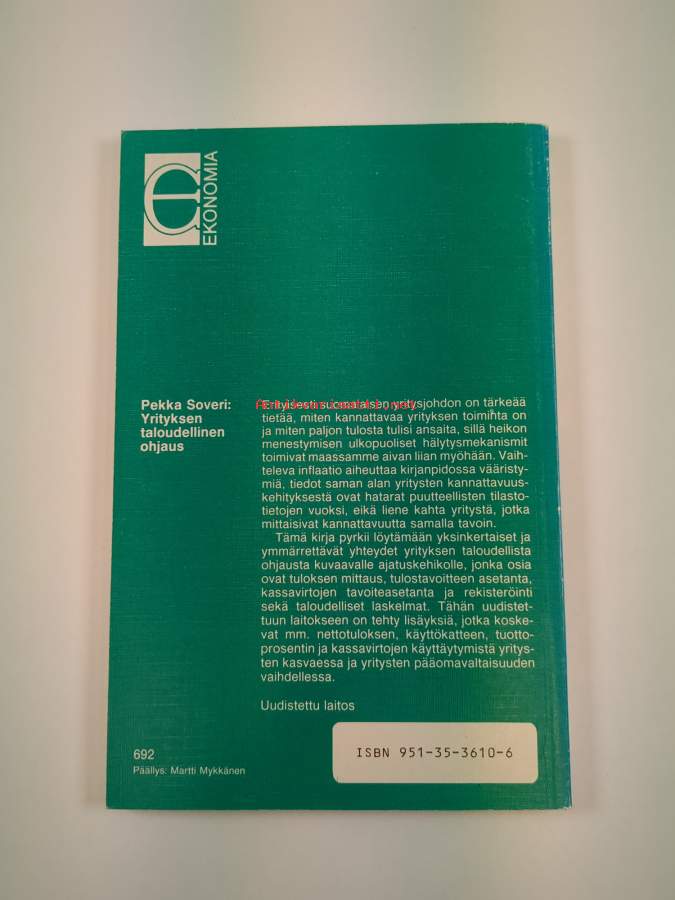 EKONOMIA
Pekka Soveri:
Yrityksen
taloudellinen
ohjaus
Erityisesti suomalaisen yritysjohdon on tärkeää
tietää, miten kannattavaa yrityksen toiminta on
ja miten paljon tulosta tulisi ansaita, sillä heikon
menestymisen ulkopuoliset hälytysmekanismit
toimivat maassamme aivan liian myöhään. Vaih-
televa inflaatio aiheuttaa kirjanpidossa vääristy-
miä, tiedot saman alan yritysten kannattavuus-
kehityksestä ovat hatarat puutteellisten tilasto-
tietojen vuoksi, eikä liene kahta yritystä, jotka
mittaisivat kannattavuutta samalla tavoin.
Tämä kirja pyrkii löytämään yksinkertaiset ja
ymmärrettävät yhteydet yrityksen taloudellista
ohjausta kuvaavalle ajatuskehikolle, jonka osia
ovat tuloksen mittaus, tulostavoitteen asetanta,
kassavirtojen tavoiteasetanta ja rekisteröinti
sekä taloudelliset laskelmat. Tähän uudistet-
tuun laitokseen on tehty lisäyksiä, jotka koske-
vat mm. nettotuloksen, käyttökatteen, tuotto-
prosentin ja kassavirtojen käyttäytymistä yritys-
ten kasvaessa ja yritysten pääomavaltaisuuden
vaihdellessa.
Uudistettu laitos
ISBN 951-35-3610-6
692
Päällys: Martti Mykkänen